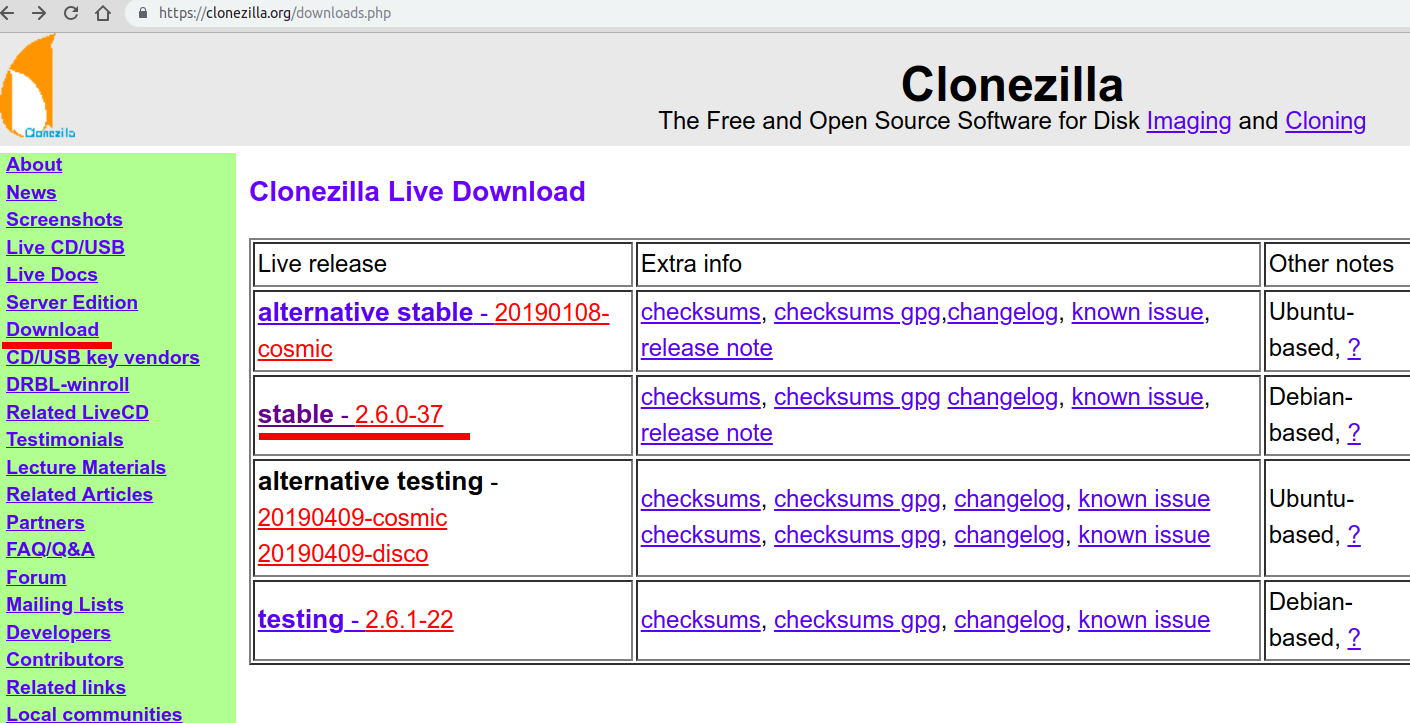 https://clonezilla.org/downloads.php
Clonezilla
Clonezilla
The Free and Open Source Software for Disk Imaging and Cloning
About
News
Screenshots
Live CD/USB
Live Docs
Server Edition
Download
CD/USB key vendors
DRBL-winroll
Related LiveCD
Testimonials
Lecture Materials
Related Articles
Partners
FAQ/Q&A
Forum
Mailing Lists
Developers
Contributors
Related links
Local communities
Clonezilla Live Download
Live release
Extra info
Other notes
alternative stable - 20190108-
cosmic
checksums, checksums gpg,changelog, known issue,
release note
Ubuntu-
based, ?
stable - 2.6.0-37
checksums, checksums gpg changelog, known issue,
release note
Debian-
based, ?
alternative testing -
20190409-cosmic
20190409-disco
checksums, checksums gpg, changelog, known issue
checksums, checksums gpg, changelog, known issue
Ubuntu-
based, ?
testing - 2.6.1-22
checksums, checksums gpg, changelog, known issue
Debian-
based, ?